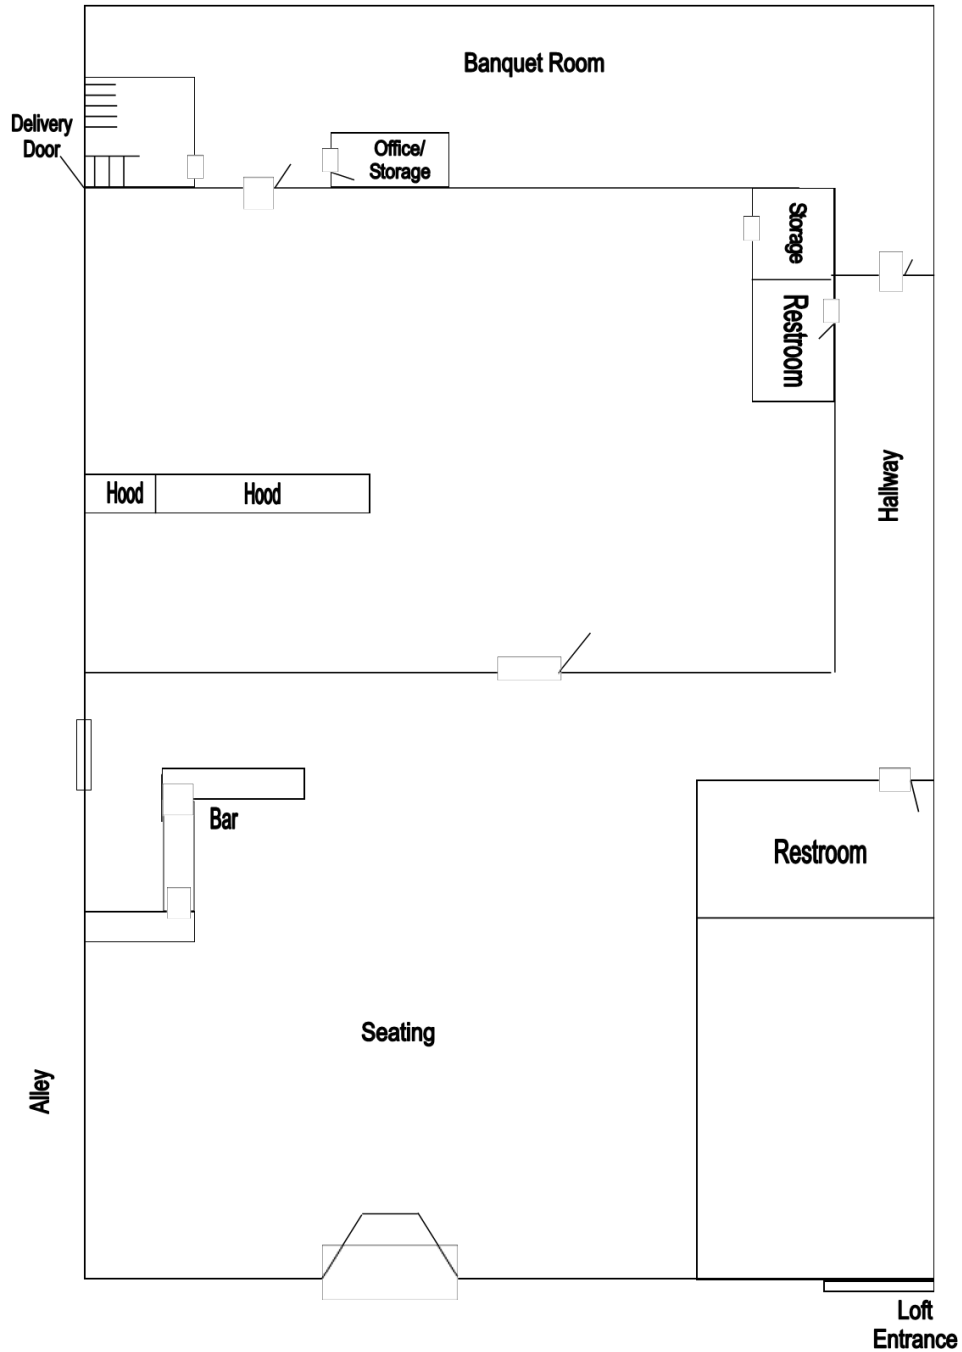 Banquet Room
Delivery
Door
Office/
Storage
Storage
Restroom
Hallway
Hood
Hood
Bar
Restroom
Seating
Alley
Loft
Entrance